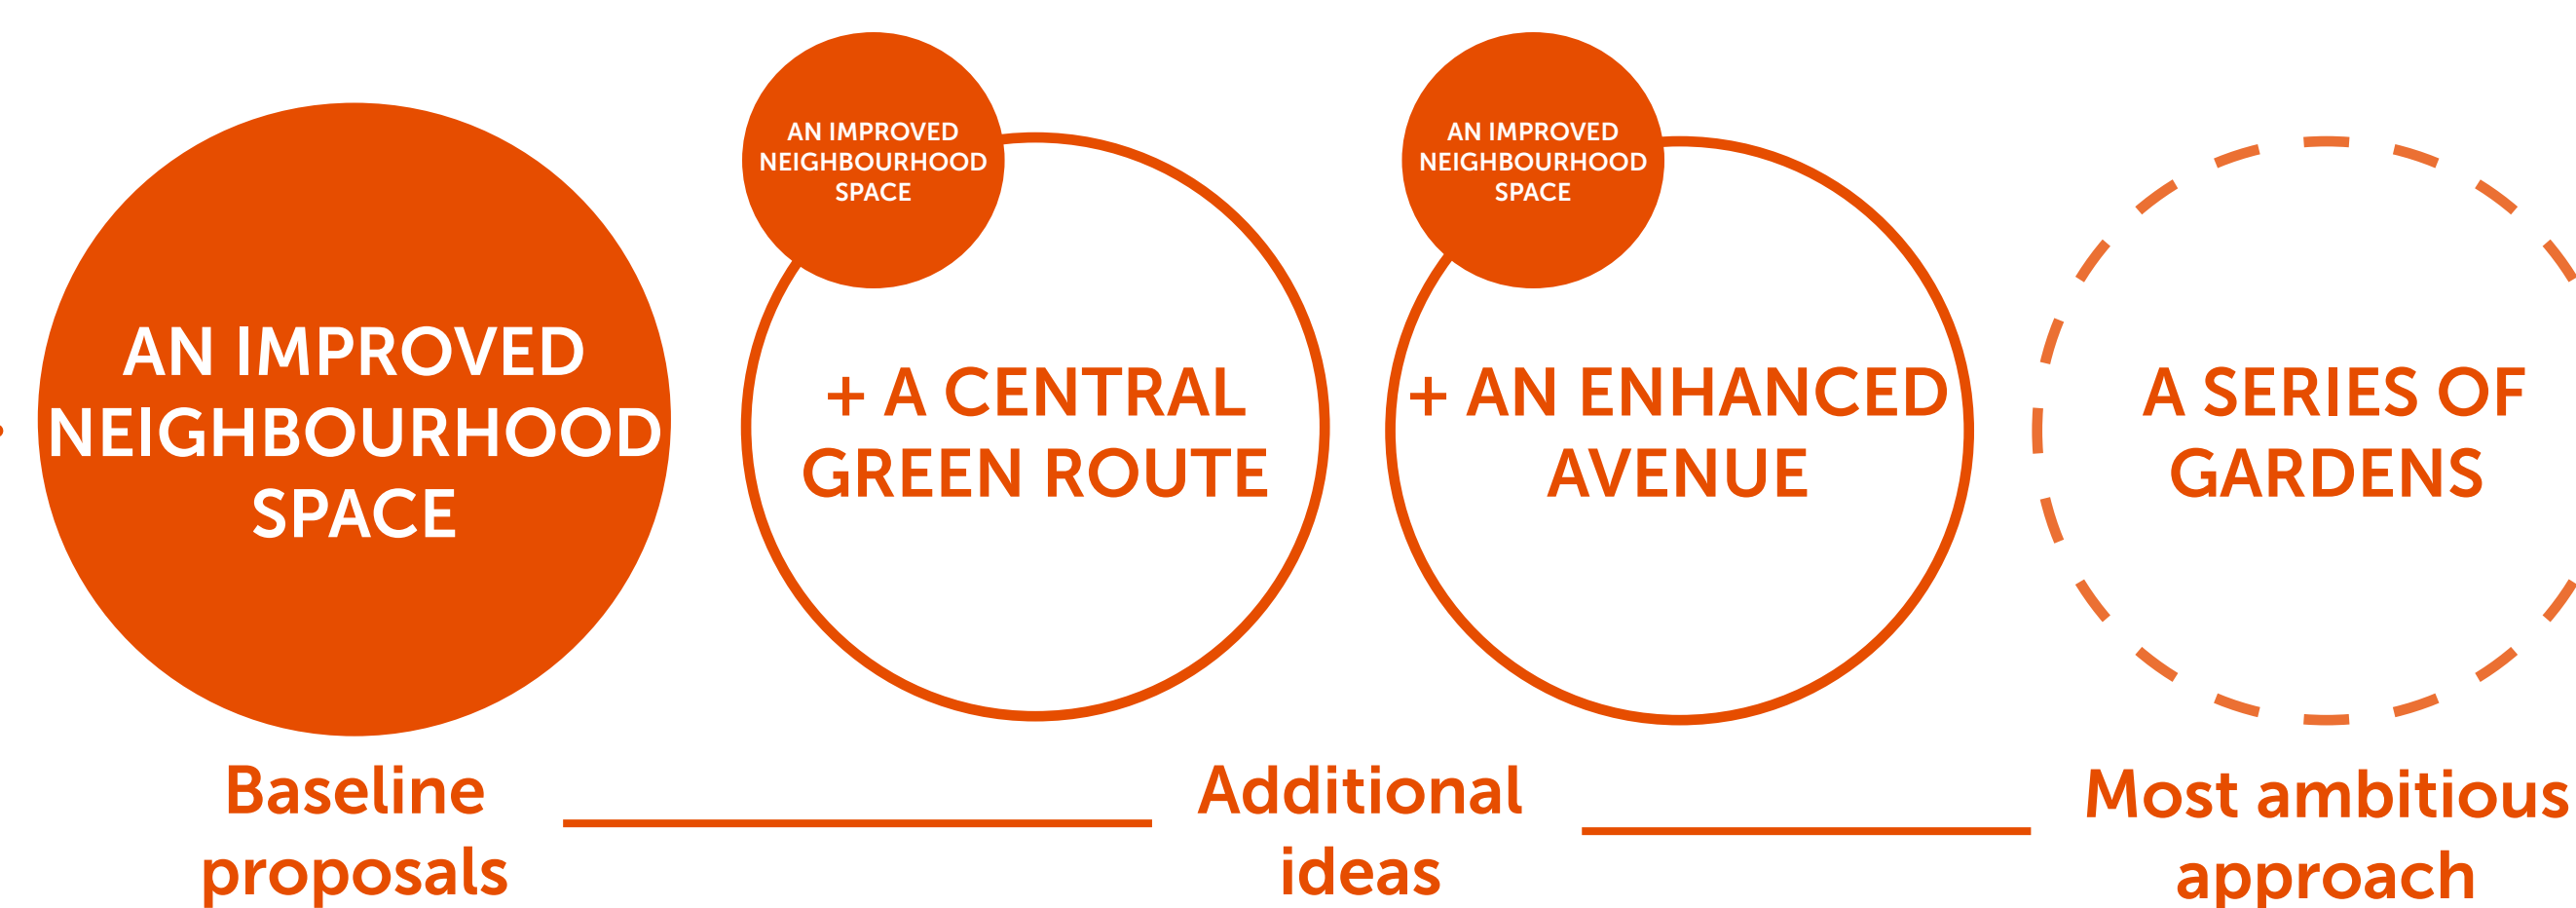 AN IMPROVED
NEIGHBOURHOOD
SPACE
AN IMPROVED
NEIGHBOURHOOD
SPACE
+ A CENTRAL
GREEN ROUTE
AN IMPROVED
NEIGHBOURHOOD
SPACE
+ AN ENHANCED
AVENUE
A SERIES OF
GARDENS
Baseline
proposals
Additional
ideas
Most ambitious
approach